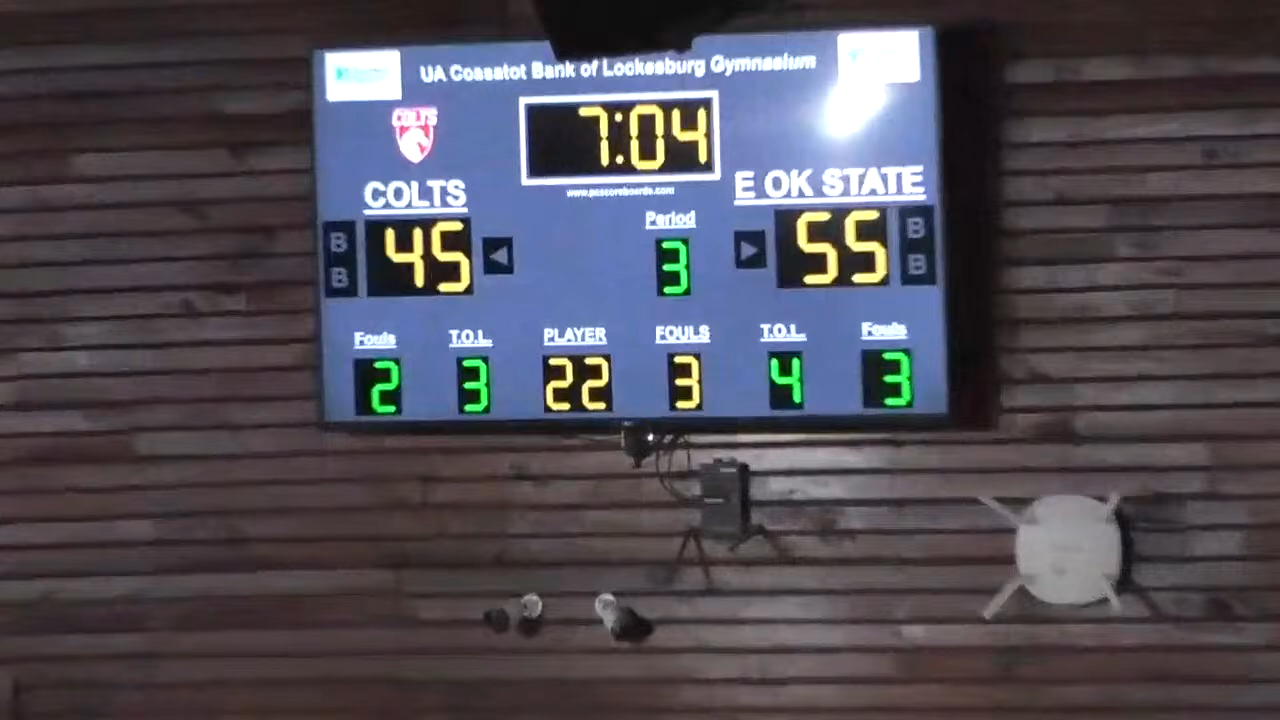 UA Cossatot Bank of Lockesburg Gymnasium
COLTS
7:04
www.pcscoreboards.com
COLTS
E OK STATE
Period
B
B
45
3
55
B
B
Fouls
T.O.L.
PLAYER
FOULS
T.O.L.
Fouls
2
3
22
3
4
3